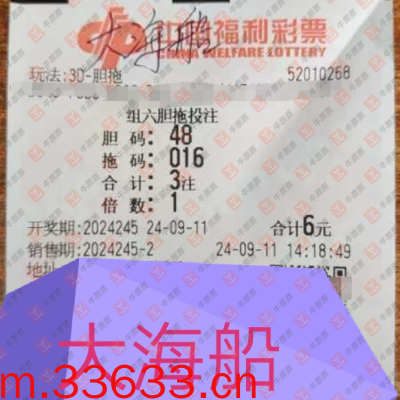 中国福利彩票
CHINA WELFARE LOTTERY
大海船
玩法:3D-胆拖 52010268
组六胆拖投注
胆 码: 48
拖 码: 016
合 计: 3注
倍 数: 1
开奖期:2024245 24-09-11 合计6元
销售期:2024245-2 24-09-11 14:18:49
地址
大海船
m.33633.cn